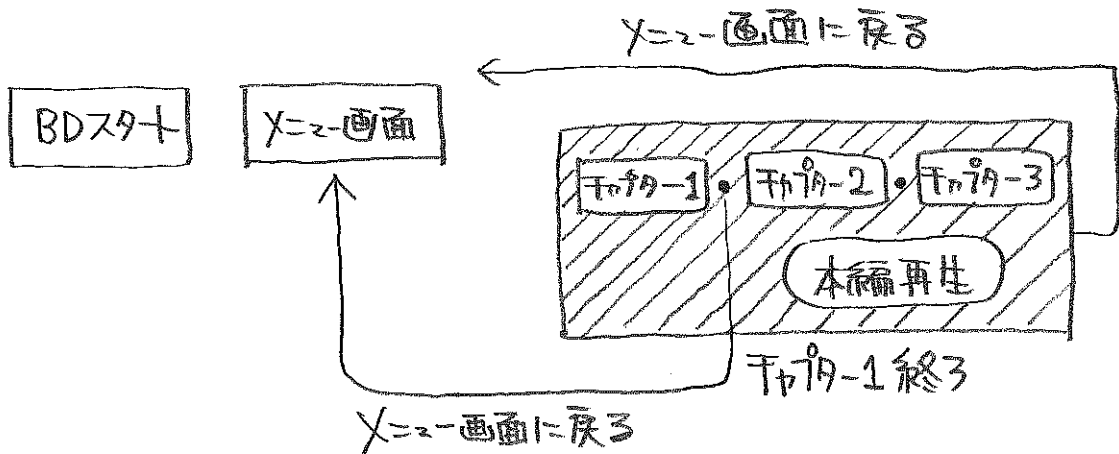 メニュー画面に戻る
BDスタート
メニュー画面
チャプター1・チャプター2・チャプター3
本編再生
チャプター1終了
メニュー画面に戻る